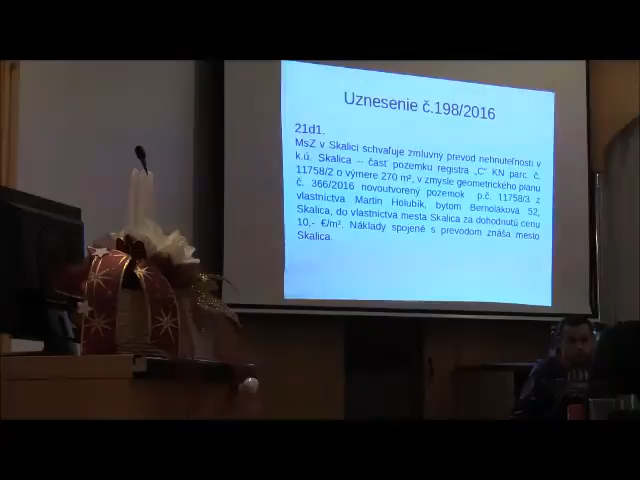 Uznesenie č.198/2016
21d1.
MsZ v Skalici schvaľuje zmluvný prevod nehnuteľnosti v
k.ú. Skalica – časť pozemku registra „C“ KN parc. č.
11758/2 o výmere 270 m², v zmysle geometrického plánu
č. 366/2016 novoutvorený pozemok p.č. 11758/3 z
vlastníctva Martin Holubík, bytom Bernolákova 52,
Skalica, do vlastníctva mesta Skalica za dohodnutú cenu
10,- €/m². Náklady spojené s prevodom znáša mesto
Skalica.